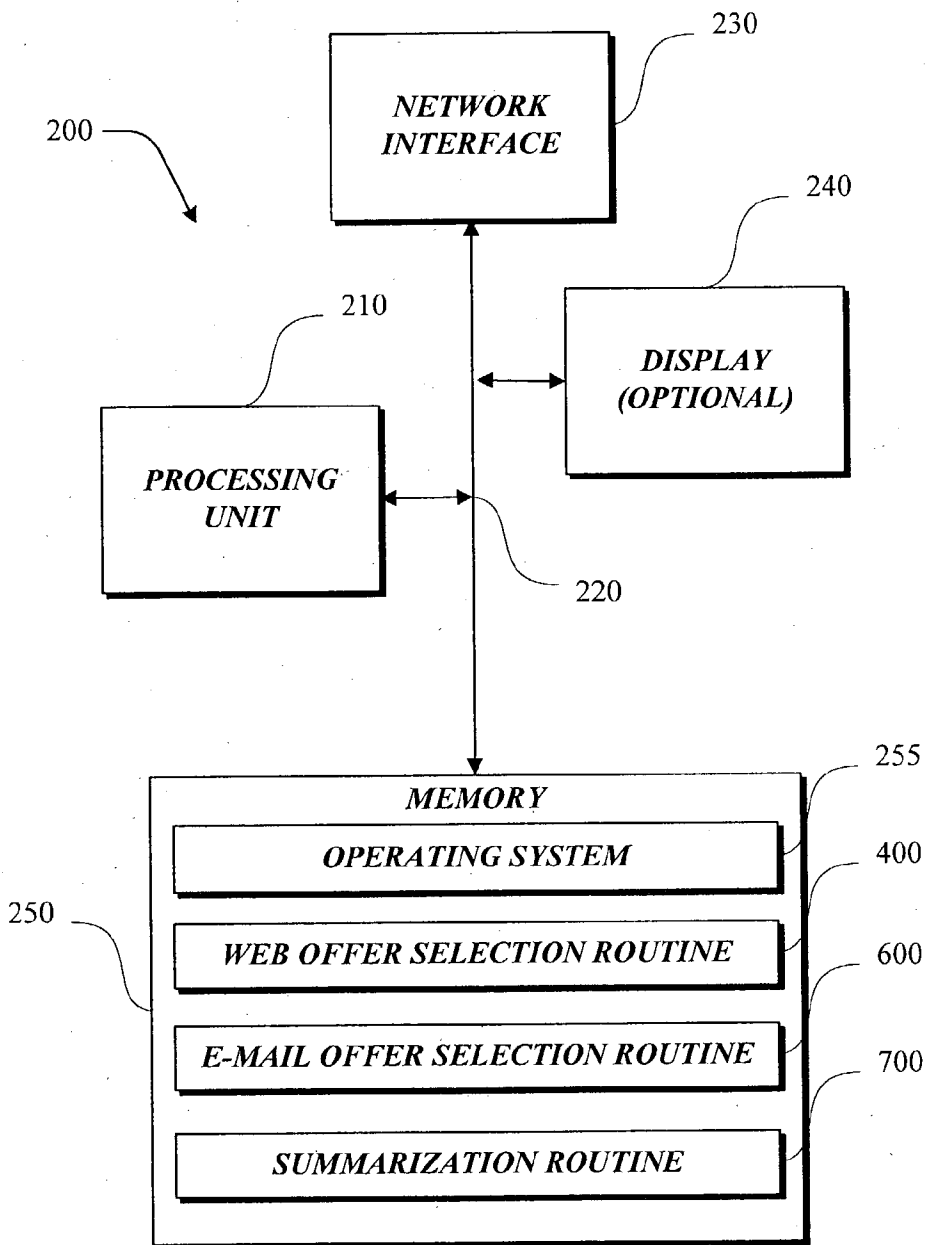 230
NETWORK
INTERFACE
200
240
210
DISPLAY
(OPTIONAL)
PROCESSING
UNIT
220
255
MEMORY
OPERATING SYSTEM
400
250
WEB OFFER SELECTION ROUTINE
600
E-MAIL OFFER SELECTION ROUTINE
700
SUMMARIZATION ROUTINE